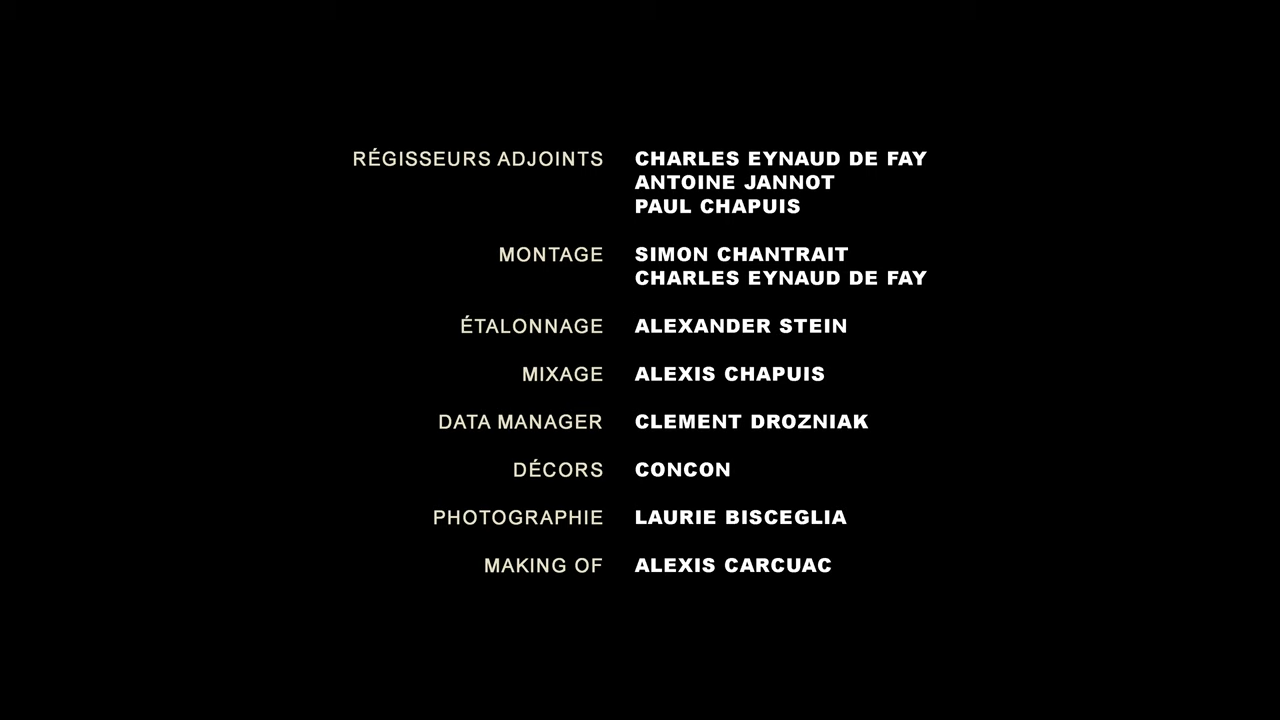 RÉGISSEURS ADJOINTS CHARLES EYNAUD DE FAY
ANTOINE JANNOT
PAUL CHAPUIS
MONTAGE SIMON CHANTRAIT
CHARLES EYNAUD DE FAY
ÉTALONNAGE ALEXANDER STEIN
MIXAGE ALEXIS CHAPUIS
DATA MANAGER CLEMENT DROZNIAK
DÉCORS CONCON
PHOTOGRAPHIE LAURIE BISCEGLIA
MAKING OF ALEXIS CARCUAC